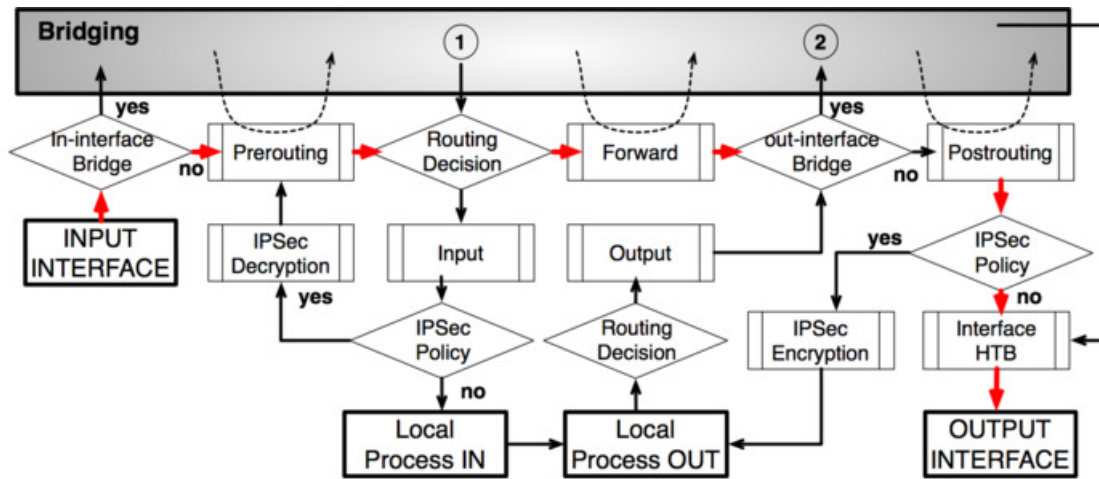 Bridging
1
2
yes
yes
In-interface
Bridge
no
Prerouting
Routing
Decision
Forward
out-interface
Bridge
no
Postrouting
INPUT
INTERFACE
IPSec
Decryption
Input
Output
yes
IPSec
Policy
yes
IPSec
Policy
no
Routing
Decision
IPSec
Encryption
no
Interface
HTB
Local
Process IN
Local
Process OUT
OUTPUT
INTERFACE